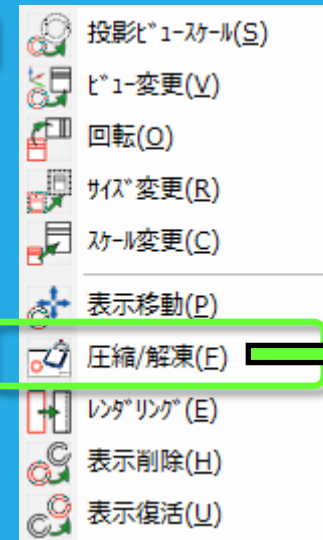 投影ﾋﾞｭｰｽｹｰﾙ(S)
ﾋﾞｭｰ変更(V)
回転(O)
ｻｲｽﾞ変更(R)
ｽｹｰﾙ変更(C)
表示移動(P)
圧縮/解凍(F)
ﾚﾝﾀﾞﾘﾝｸﾞ(E)
表示削除(H)
表示復活(U)